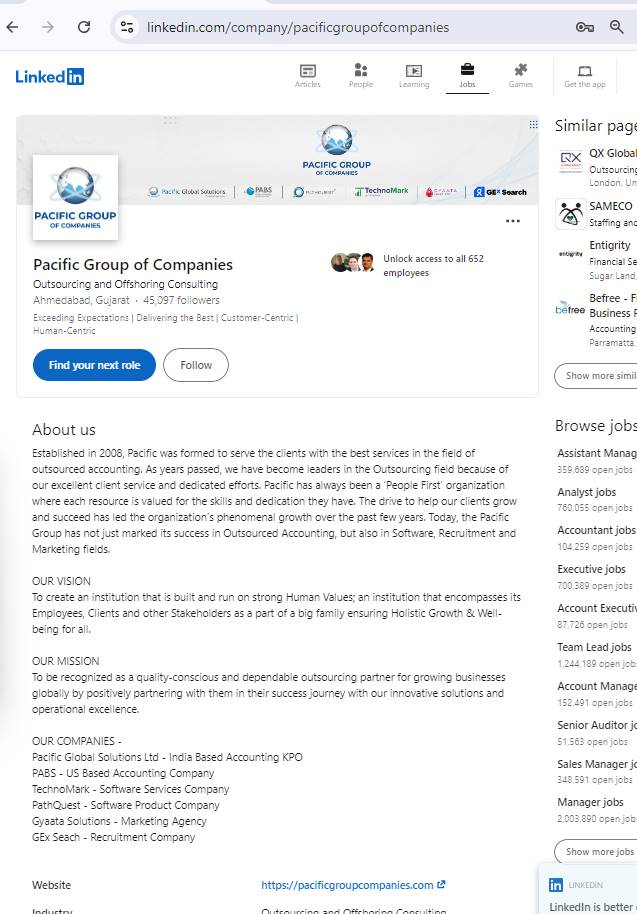 linkedin.com/company/pacificgroupofcompanies
LinkedIn
Articles
People
Learning
Jobs
Games
Get the app
PACIFIC GROUP
OF COMPANIES
Pacific Global Solutions
PABS
TechnoMark
GYAATA
GEx Search
PACIFIC GROUP
OF COMPANIES
Pacific Group of Companies
Outsourcing and Offshoring Consulting
Ahmedabad, Gujarat · 45,097 followers
Exceeding Expectations | Delivering the Best | Customer-Centric |
Human-Centric
Unlock access to all 652
employees
Find your next role
Follow
About us
Established in 2008, Pacific was formed to serve the clients with the best services in the field of
outsourced accounting. As years passed, we have become leaders in the Outsourcing field because of
our excellent client service and dedicated efforts. Pacific has always been a ‘People First’ organization
where each resource is valued for the skills and dedication they have. The drive to help our clients grow
and succeed has led the organization’s phenomenal growth over the past few years. Today, the Pacific
Group has not just marked its success in Outsourced Accounting, but also in Software, Recruitment and
Marketing fields.
OUR VISION
To create an institution that is built and run on strong Human Values; an institution that encompasses its
Employees, Clients and other Stakeholders as a part of a big family ensuring Holistic Growth & Well-
being for all.
OUR MISSION
To be recognized as a quality-conscious and dependable outsourcing partner for growing businesses
globally by positively partnering with them in their success journey with our innovative solutions and
operational excellence.
OUR COMPANIES -
Pacific Global Solutions Ltd - India Based Accounting KPO
PABS - US Based Accounting Company
TechnoMark - Software Services Company
PathQuest - Software Product Company
Gyaata Solutions - Marketing Agency
GEx Seach - Recruitment Company
Website
https://pacificgroupcompanies.com
Industry
Outsourcing and Offshoring Consulting
Similar page
QX Global
Outsourcing
London, Un
SAMECO
Staffing and
entigrity
Entigrity
Financial Se
Sugar Land,
befree
Befree - F
Business P
Accounting
Parramatta,
Show more simil
Browse jobs
Assistant Manag
359,689 open jobs
Analyst jobs
760,055 open jobs
Accountant jobs
104,259 open jobs
Executive jobs
700,389 open jobs
Account Executiv
87,726 open jobs
Team Lead jobs
1,244,189 open job
Account Manage
152,491 open jobs
Senior Auditor jo
51,563 open jobs
Sales Manager jo
348,591 open jobs
Manager jobs
2,003,890 open job
Show more jobs
in LINKEDIN
LinkedIn is better